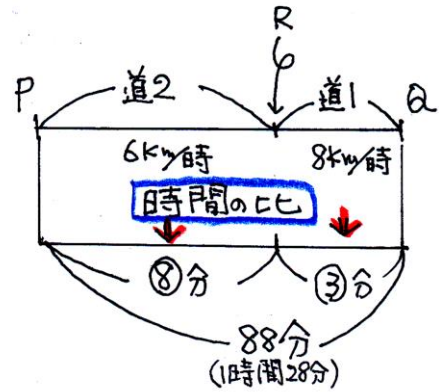 R
P 道2 道1 Q
6Km/時 8Km/時
時間の比
⑧分 ③分
88分
(1時間28分)